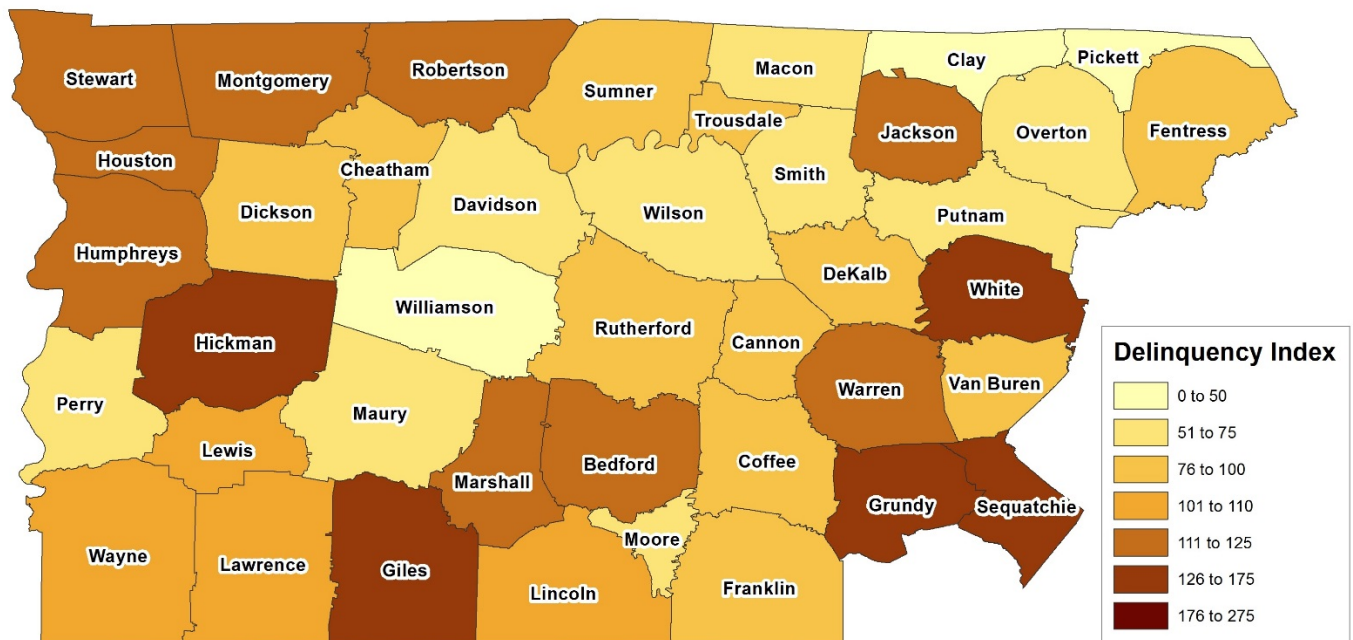 Stewart
Montgomery
Robertson
Sumner
Macon
Clay
Pickett
Trousdale
Jackson
Overton
Fentress
Houston
Cheatham
Smith
Dickson
Davidson
Wilson
Putnam
Humphreys
DeKalb
White
Williamson
Rutherford
Cannon
Hickman
Warren
Van Buren
Perry
Maury
Lewis
Marshall
Bedford
Coffee
Grundy
Sequatchie
Wayne
Lawrence
Giles
Moore
Lincoln
Franklin
Delinquency Index
0 to 50
51 to 75
76 to 100
101 to 110
111 to 125
126 to 175
176 to 275